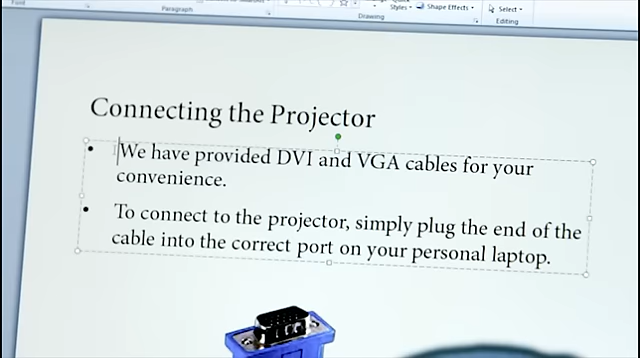 Font
Paragraph
Drawing
Styles
Shape Effects
Select
Editing
Connecting the Projector
• We have provided DVI and VGA cables for your
convenience.
• To connect to the projector, simply plug the end of the
cable into the correct port on your personal laptop.